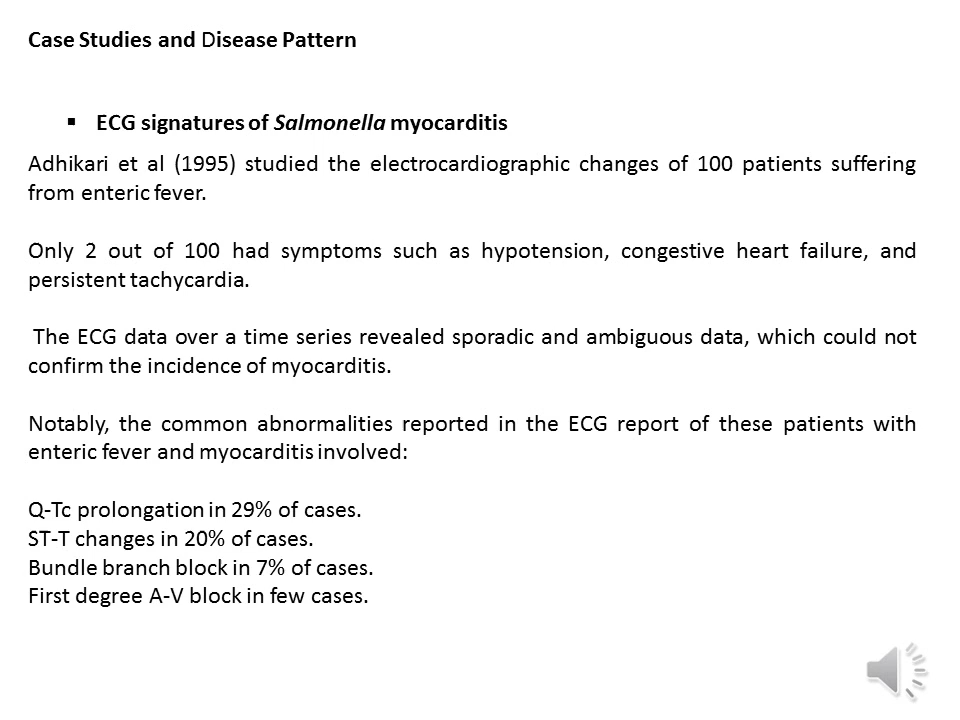 Case Studies and Disease Pattern
▪ ECG signatures of Salmonella myocarditis
Adhikari et al (1995) studied the electrocardiographic changes of 100 patients suffering
from enteric fever.
Only 2 out of 100 had symptoms such as hypotension, congestive heart failure, and
persistent tachycardia.
The ECG data over a time series revealed sporadic and ambiguous data, which could not
confirm the incidence of myocarditis.
Notably, the common abnormalities reported in the ECG report of these patients with
enteric fever and myocarditis involved:
Q-Tc prolongation in 29% of cases.
ST-T changes in 20% of cases.
Bundle branch block in 7% of cases.
First degree A-V block in few cases.